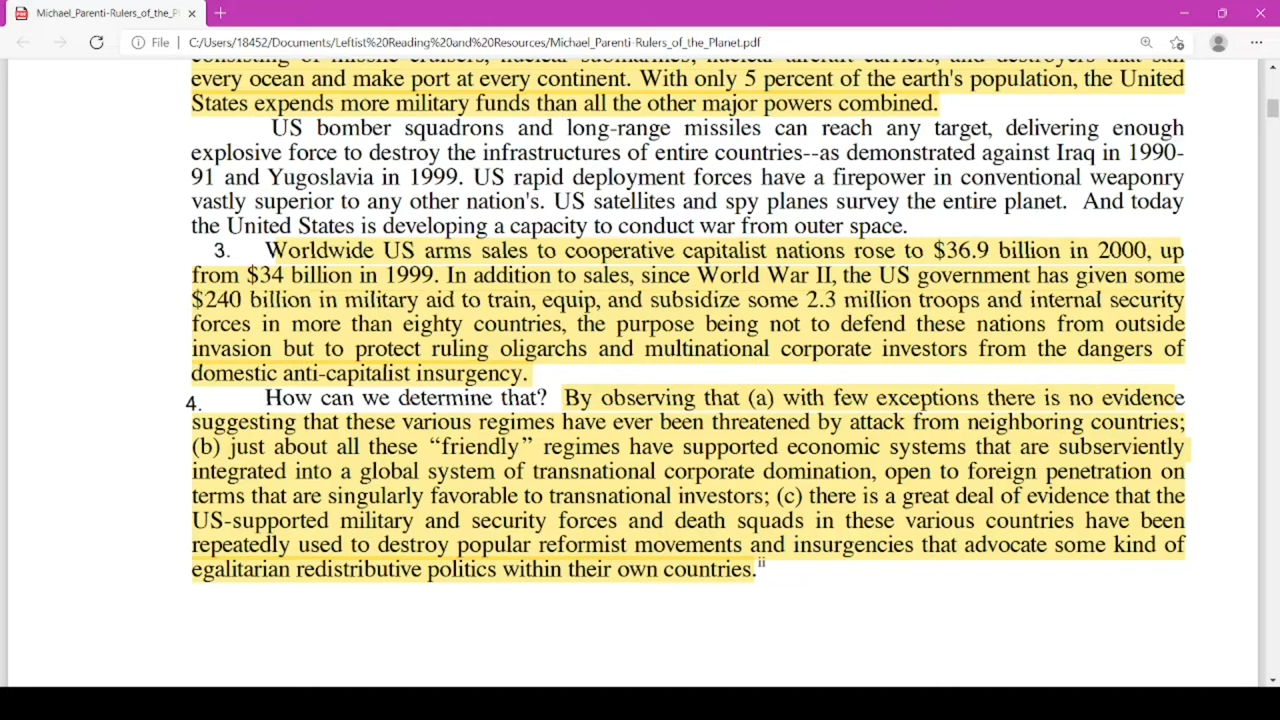 Michael_Parenti-Rulers_of_the_P
File C:/Users/18452/Documents/Leftist%20Reading%20and%20Resources/Michael_Parenti-Rulers_of_the_Planet.pdf
consisting of missile cruisers, nuclear submarines, nuclear aircraft carriers, and destroyers that sail
every ocean and make port at every continent. With only 5 percent of the earth's population, the United
States expends more military funds than all the other major powers combined.
US bomber squadrons and long-range missiles can reach any target, delivering enough
explosive force to destroy the infrastructures of entire countries--as demonstrated against Iraq in 1990-
91 and Yugoslavia in 1999. US rapid deployment forces have a firepower in conventional weaponry
vastly superior to any other nation's. US satellites and spy planes survey the entire planet. And today
the United States is developing a capacity to conduct war from outer space.
3. Worldwide US arms sales to cooperative capitalist nations rose to $36.9 billion in 2000, up
from $34 billion in 1999. In addition to sales, since World War II, the US government has given some
$240 billion in military aid to train, equip, and subsidize some 2.3 million troops and internal security
forces in more than eighty countries, the purpose being not to defend these nations from outside
invasion but to protect ruling oligarchs and multinational corporate investors from the dangers of
domestic anti-capitalist insurgency.
4. How can we determine that? By observing that (a) with few exceptions there is no evidence
suggesting that these various regimes have ever been threatened by attack from neighboring countries;
(b) just about all these “friendly” regimes have supported economic systems that are subserviently
integrated into a global system of transnational corporate domination, open to foreign penetration on
terms that are singularly favorable to transnational investors; (c) there is a great deal of evidence that the
US-supported military and security forces and death squads in these various countries have been
repeatedly used to destroy popular reformist movements and insurgencies that advocate some kind of
egalitarian redistributive politics within their own countries.ii